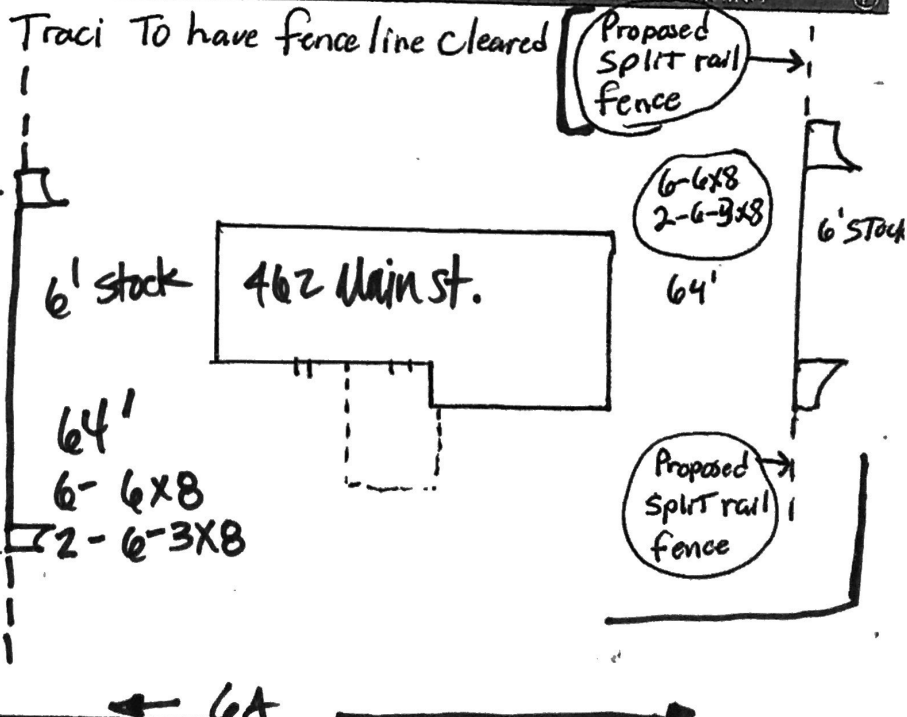 Traci To have fence line cleared
Proposed
split rail
fence
6-6x8
2-6-3x8
6' stock
6' stock
462 Main st.
64'
64'
6- 6x8
2-6-3x8
Proposed
split rail
fence
6A